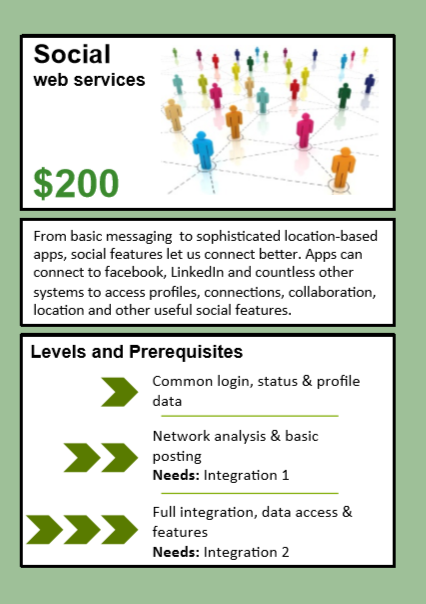 Social
web services
$200
From basic messaging to sophisticated location-based
apps, social features let us connect better. Apps can
connect to facebook, LinkedIn and countless other
systems to access profiles, connections, collaboration,
location and other useful social features.
Levels and Prerequisites
Common login, status & profile
data
Network analysis & basic
posting
Needs: Integration 1
Full integration, data access &
features
Needs: Integration 2